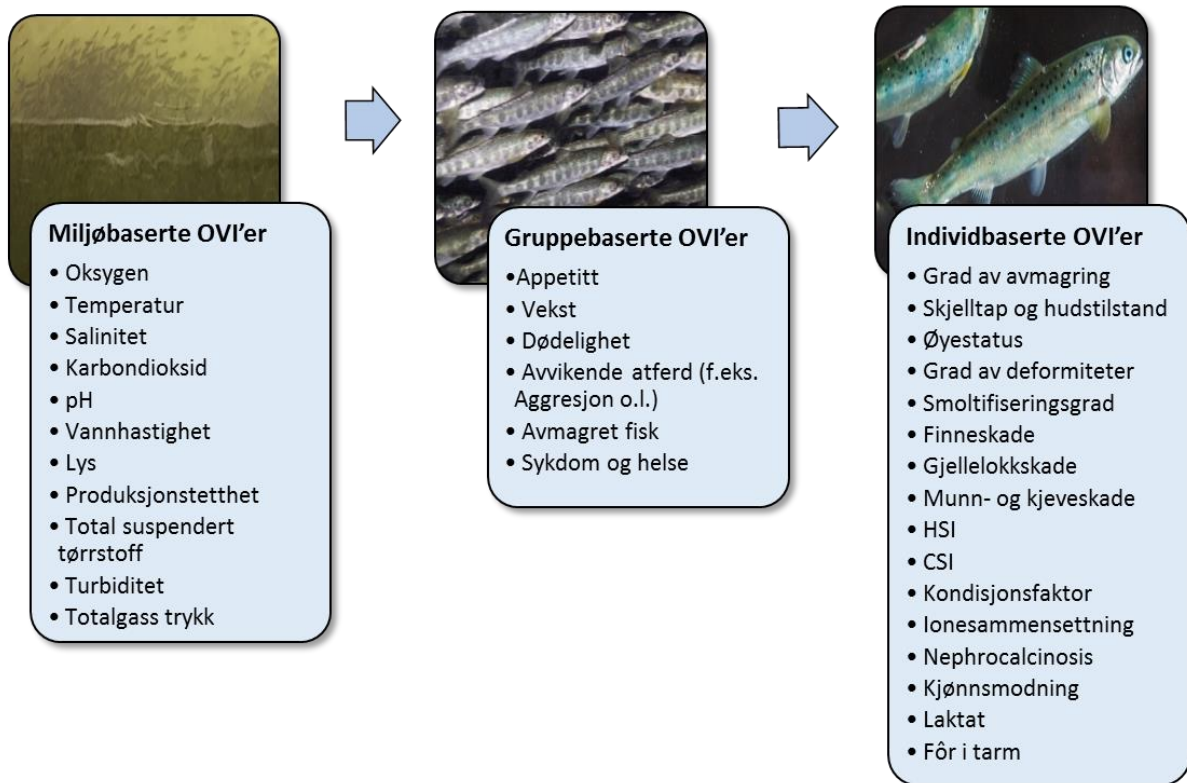 Miljøbaserte OVI’er
• Oksygen
• Temperatur
• Salinitet
• Karbondioksid
• pH
• Vannhastighet
• Lys
• Produksjonstetthet
• Total suspendert
tørrstoff
• Turbiditet
• Totalgass trykk
Gruppebaserte OVI’er
•Appetitt
• Vekst
• Dødelighet
• Avvikende atferd (f.eks.
Aggresjon o.l.)
• Avmagret fisk
• Sykdom og helse
Individbaserte OVI’er
• Grad av avmagring
• Skjelltap og hudstilstand
• Øyestatus
• Grad av deformiteter
• Smoltifiseringsgrad
• Finneskade
• Gjellelokkskade
• Munn- og kjeveskade
• HSI
• CSI
• Kondisjonsfaktor
• Ionesammensettning
• Nephrocalcinosis
• Kjønnsmodning
• Laktat
• Fôr i tarm